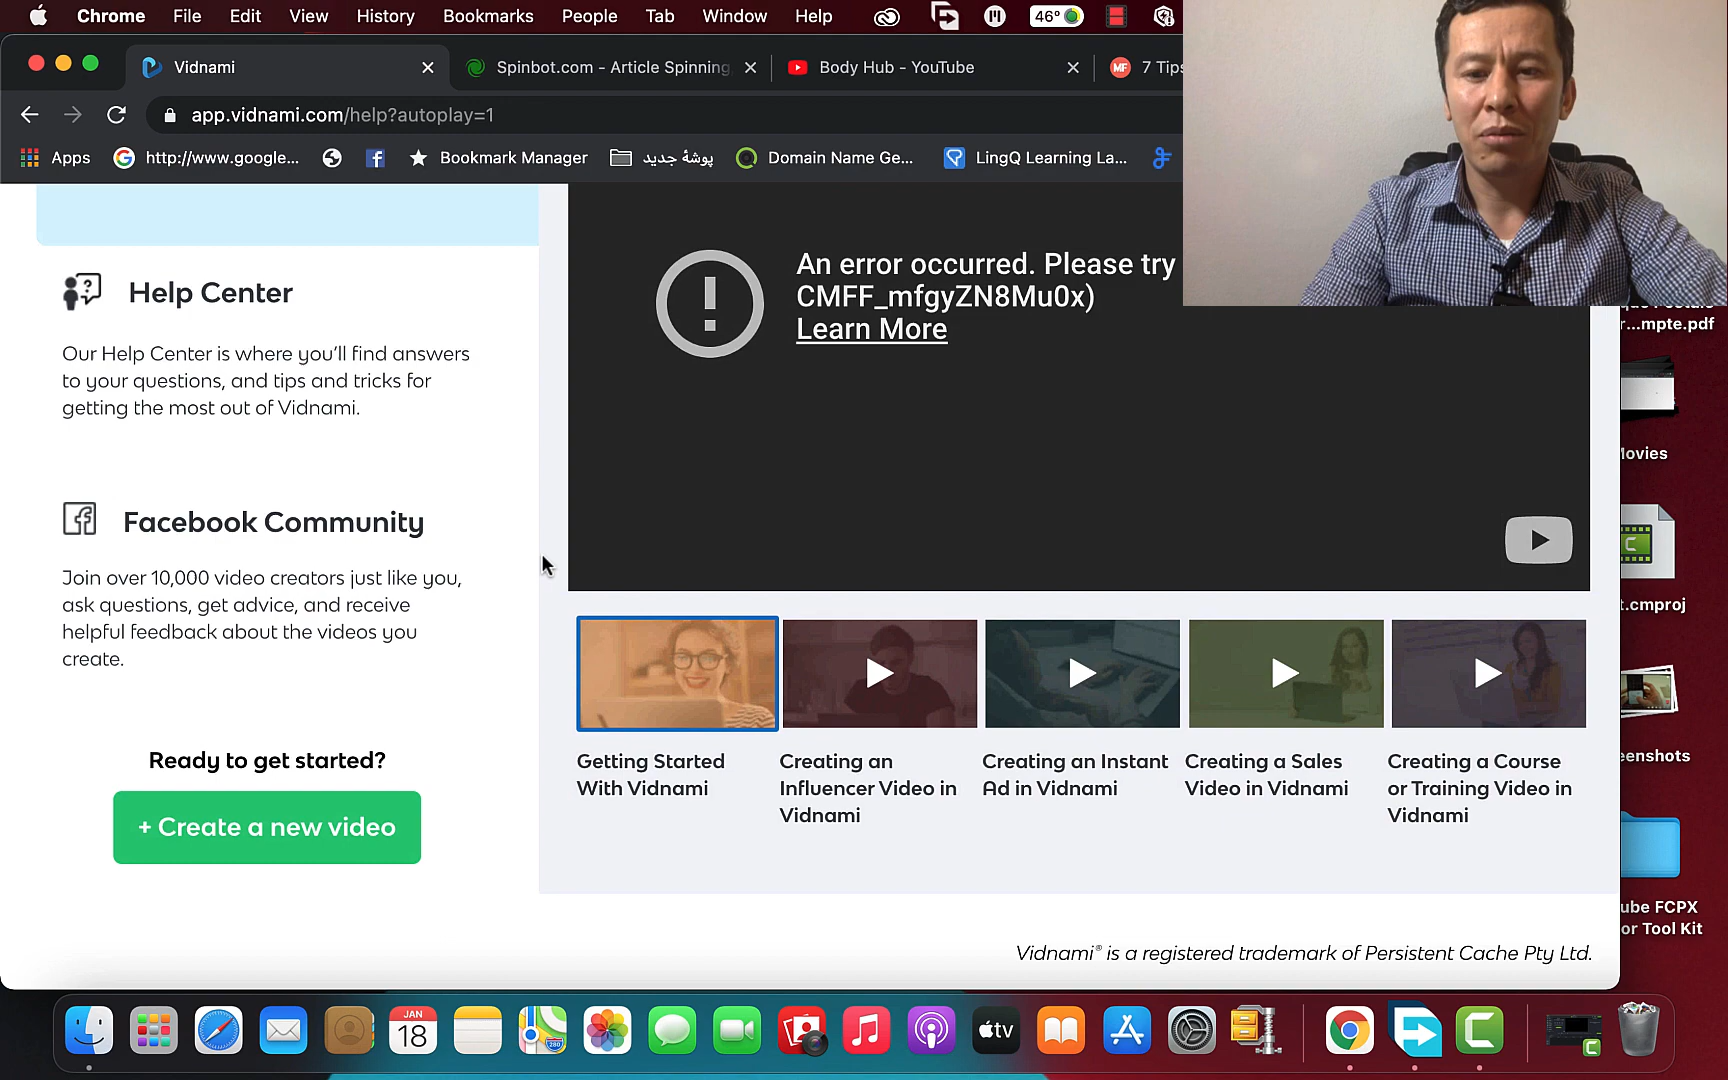 Chrome File Edit View History Bookmarks People Tab Window Help 46°
Vidnami
Spinbot.com - Article Spinning,
Body Hub - YouTube
MF 7 Tips
app.vidnami.com/help?autoplay=1
Apps
http://www.google...
Bookmark Manager
پوشهٔ جدید
Domain Name Ge...
LingQ Learning La...
An error occurred. Please try
CMFF_mfgyZN8Mu0x)
Learn More
Help Center
Our Help Center is where you'll find answers
to your questions, and tips and tricks for
getting the most out of Vidnami.
Facebook Community
Join over 10,000 video creators just like you,
ask questions, get advice, and receive
helpful feedback about the videos you
create.
Ready to get started?
+ Create a new video
Getting Started
With Vidnami
Creating an
Influencer Video in
Vidnami
Creating an Instant
Ad in Vidnami
Creating a Sales
Video in Vidnami
Creating a Course
or Training Video in
Vidnami
Vidnami® is a registered trademark of Persistent Cache Pty Ltd.
r...mpte.pdf
lovies
t.cmproj
eenshots
ube FCPX
or Tool Kit
JAN
18
280
tv